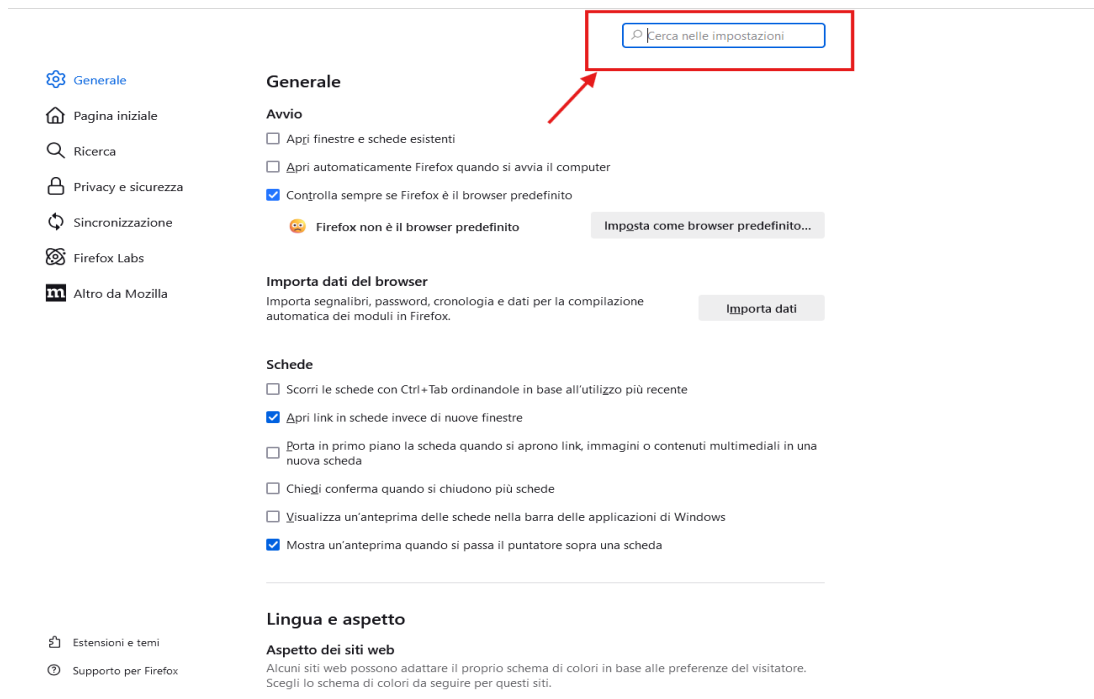 Cerca nelle impostazioni
Generale
Pagina iniziale
Ricerca
Privacy e sicurezza
Sincronizzazione
Firefox Labs
m Altro da Mozilla
Estensioni e temi
Supporto per Firefox
Generale
Avvio
Apri finestre e schede esistenti
Apri automaticamente Firefox quando si avvia il computer
Controlla sempre se Firefox è il browser predefinito
Firefox non è il browser predefinito
Imposta come browser predefinito...
Importa dati del browser
Importa segnalibri, password, cronologia e dati per la compilazione
automatica dei moduli in Firefox.
Importa dati
Schede
Scorri le schede con Ctrl+Tab ordinandole in base all'utilizzo più recente
Apri link in schede invece di nuove finestre
Porta in primo piano la scheda quando si aprono link, immagini o contenuti multimediali in una
nuova scheda
Chiedi conferma quando si chiudono più schede
Visualizza un'anteprima delle schede nella barra delle applicazioni di Windows
Mostra un'anteprima quando si passa il puntatore sopra una scheda
Lingua e aspetto
Aspetto dei siti web
Alcuni siti web possono adattare il proprio schema di colori in base alle preferenze del visitatore.
Scegli lo schema di colori da seguire per questi siti.